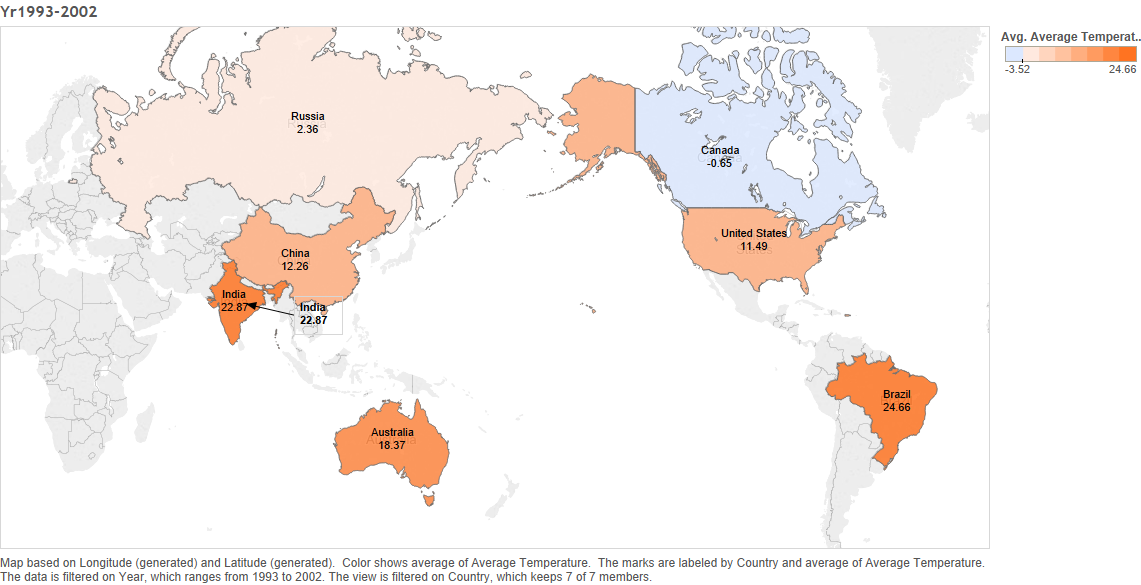 Yr1993-2002
Avg. Average Temperat..
-3.52
24.66
Russia
2.36
Canada
-0.65
United States
11.49
China
12.26
India
22.87
India
22.87
Brazil
24.66
Australia
18.37
Map based on Longitude (generated) and Latitude (generated).  Color shows average of Average Temperature.  The marks are labeled by Country and average of Average Temperature.
The data is filtered on Year, which ranges from 1993 to 2002. The view is filtered on Country, which keeps 7 of 7 members.